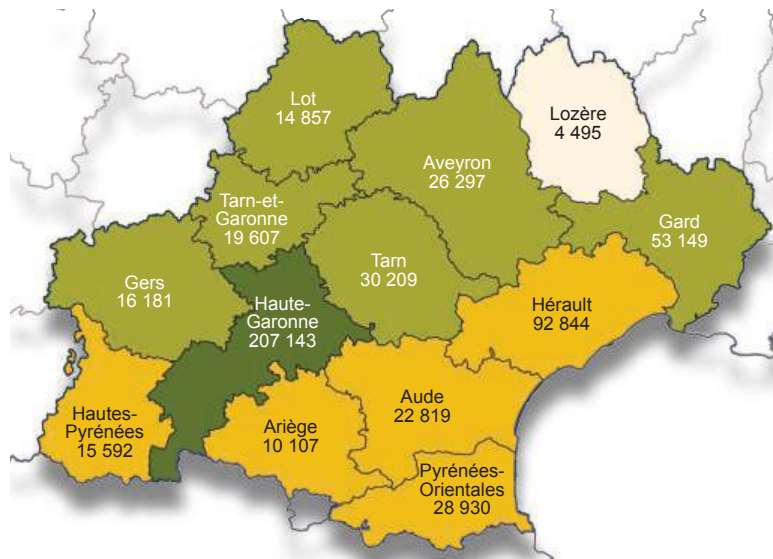 Lot
14 857
Lozère
4 495
Aveyron
26 297
Tarn-et-
Garonne
19 607
Gard
53 149
Tarn
30 209
Gers
16 181
Haute-
Garonne
207 143
Hérault
92 844
Hautes-
Pyrénées
15 592
Ariège
10 107
Aude
22 819
Pyrénées-
Orientales
28 930